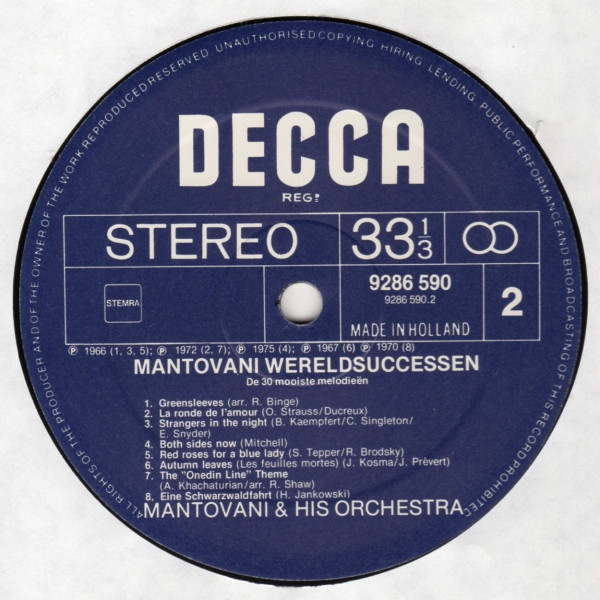 ALL RIGHTS OF THE PRODUCER AND OF THE OWNER OF THE WORK REPRODUCED RESERVED UNAUTHORISED COPYING, HIRING, LENDING, PUBLIC PERFORMANCE AND BROADCASTING OF THIS RECORD PROHIBITED
DECCA
REGD
STEREO
33 1/3
STEMRA
9286 590
9286 590.2
MADE IN HOLLAND
2
℗ 1966 (1, 3, 5); ℗ 1972 (2, 7); ℗ 1975 (4); ℗ 1967 (6) ℗ 1970 (8)
MANTOVANI WERELDSUCCESSEN
De 30 mooiste melodieën
1. Greensleeves (arr. R. Binge)
2. La ronde de l'amour (O. Strauss/Ducreux)
3. Strangers in the night (B. Kaempfert/C. Singleton/
E. Snyder)
4. Both sides now (Mitchell)
5. Red roses for a blue lady (S. Tepper/R. Brodsky)
6. Autumn leaves (Les feuilles mortes) (J. Kosma/J. Prèvert)
7. The "Onedin Line" Theme
(A. Khachaturian/arr. R. Shaw)
8. Eine Schwarzwaldfahrt (H. Jankowski)
MANTOVANI & HIS ORCHESTRA